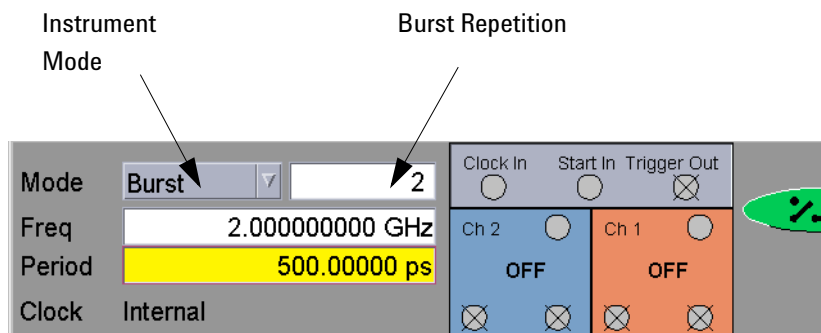 Instrument
Mode
Burst Repetition
Mode Burst 2
Freq 2.000000000 GHz
Period 500.00000 ps
Clock Internal
Clock In Start In Trigger Out
Ch 2 Ch 1
OFF OFF